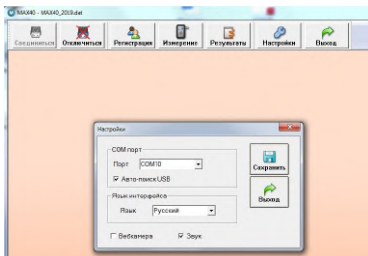 MAX40 - MAX40_2019.dat
Соединиться Отключиться Регистрация Измерение Результаты Настройки Выход
Настройки
COM порт
Порт COM10
Авто-поиск USB
Сохранить
Язык интерфейса
Язык Русский
Выход
Вебкамера Звук